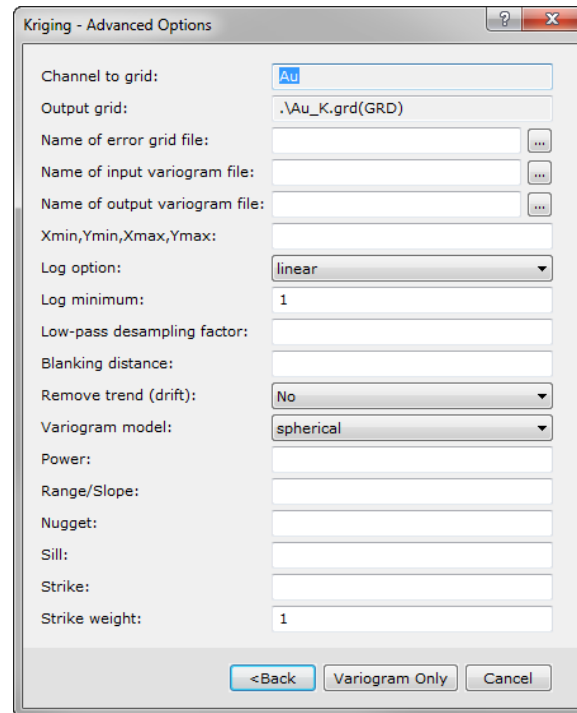 Kriging - Advanced Options
?
Channel to grid: Au
Output grid: .\Au_K.grd(GRD)
Name of error grid file: ...
Name of input variogram file: ...
Name of output variogram file: ...
Xmin,Ymin,Xmax,Ymax:
Log option: linear
Log minimum: 1
Low-pass desampling factor:
Blanking distance:
Remove trend (drift): No
Variogram model: spherical
Power:
Range/Slope:
Nugget:
Sill:
Strike:
Strike weight: 1
<Back Variogram Only Cancel